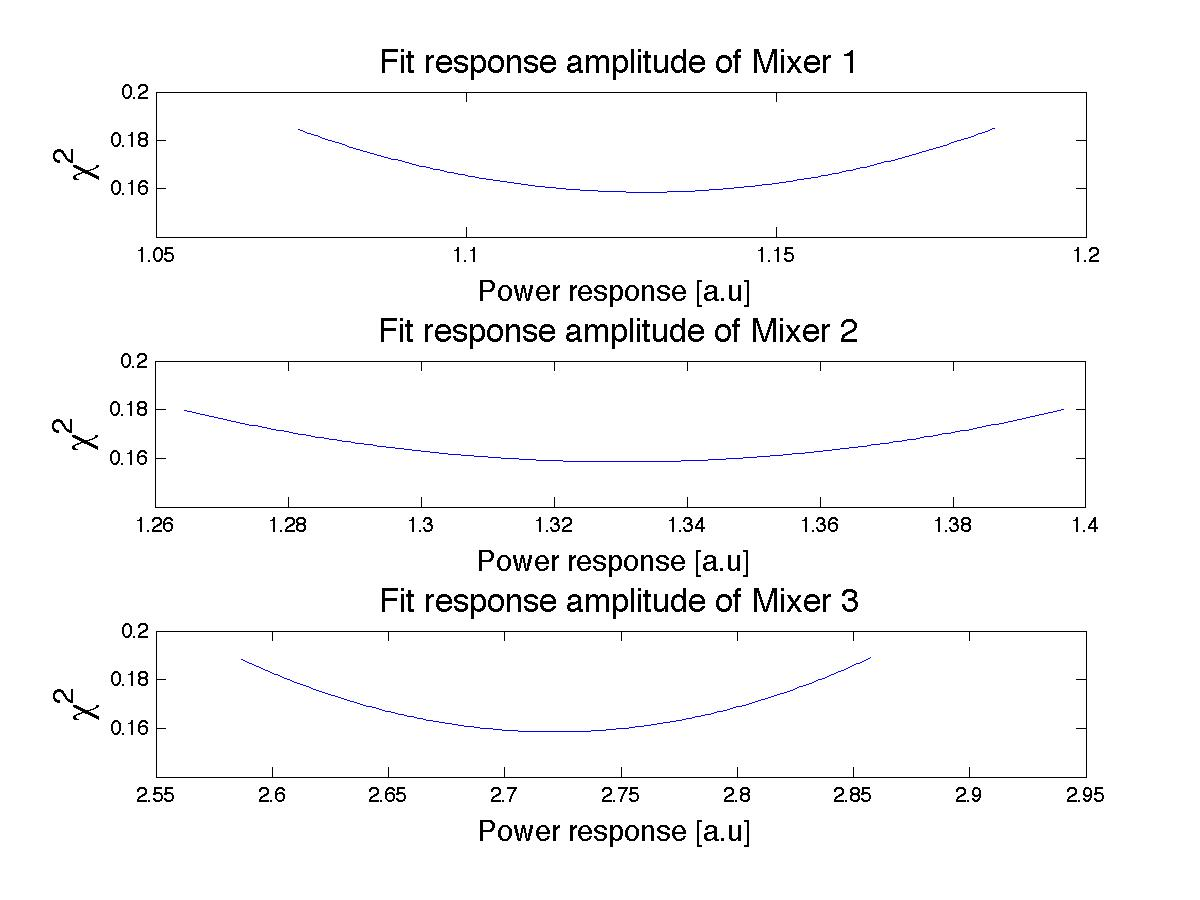 Fit response amplitude of Mixer 1
0.2
0.18
0.16
χ2
1.05 1.1 1.15 1.2
Power response [a.u]
Fit response amplitude of Mixer 2
0.2
0.18
0.16
χ2
1.26 1.28 1.3 1.32 1.34 1.36 1.38 1.4
Power response [a.u]
Fit response amplitude of Mixer 3
0.2
0.18
0.16
χ2
2.55 2.6 2.65 2.7 2.75 2.8 2.85 2.9 2.95
Power response [a.u]